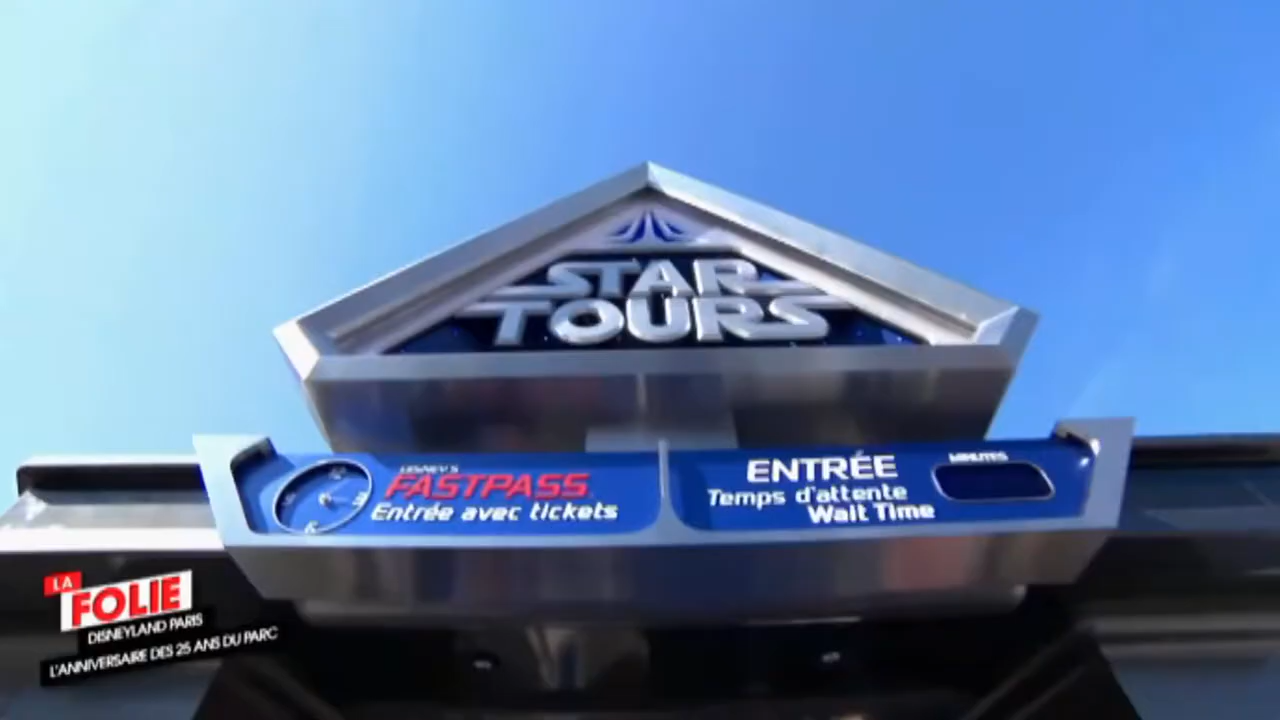 STAR
TOURS
DISNEY'S
FASTPASS
Entrée avec tickets
ENTRÉE
Temps d'attente
Wait Time
MINUTES
LA
FOLIE
DISNEYLAND PARIS
L'ANNIVERSAIRE DES 25 ANS DU PARC